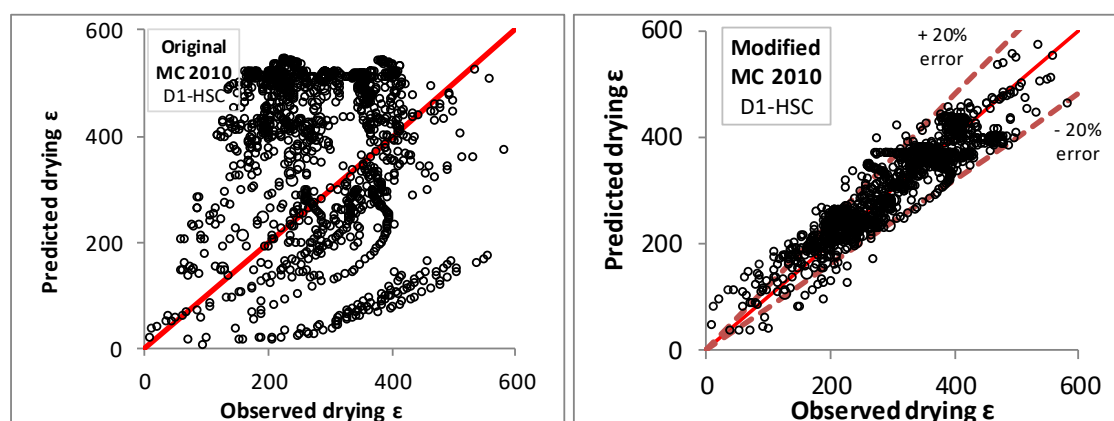 600
400
200
0
Predicted drying ε
Original
MC 2010
D1-HSC
0
200
400
600
Observed drying ε
600
400
200
0
Predicted drying ε
Modified
MC 2010
D1-HSC
+ 20%
error
- 20%
error
0
200
400
600
Observed drying ε